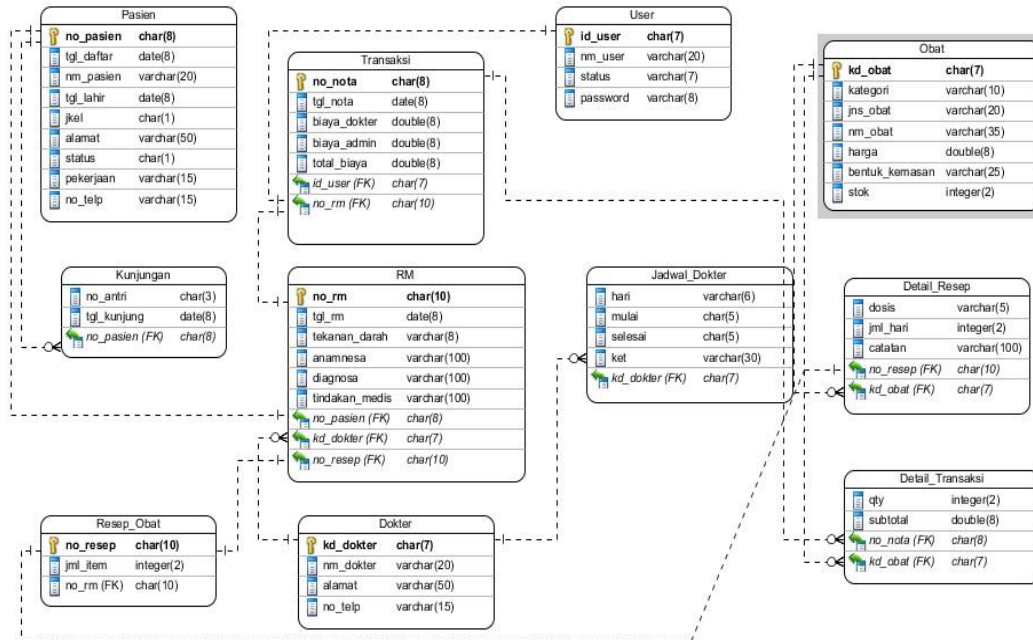 Pasien
no_pasien char(8)
tgl_daftar date(8)
nm_pasien varchar(20)
tgl_lahir date(8)
jkel char(1)
alamat varchar(50)
status char(1)
pekerjaan varchar(15)
no_telp varchar(15)
Transaksi
no_nota char(8)
tgl_nota date(8)
biaya_dokter double(8)
biaya_admin double(8)
total_biaya double(8)
id_user (FK) char(7)
no_rm (FK) char(10)
User
id_user char(7)
nm_user varchar(20)
status varchar(7)
password varchar(8)
Obat
kd_obat char(7)
kategori varchar(10)
jns_obat varchar(20)
nm_obat varchar(35)
harga double(8)
bentuk_kemasan varchar(25)
stok integer(2)
Kunjungan
no_antri char(3)
tgl_kunjung date(8)
no_pasien (FK) char(8)
RM
no_rm char(10)
tgl_rm date(8)
tekanan_darah varchar(8)
anamnesa varchar(100)
diagnosa varchar(100)
tindakan_medis varchar(100)
no_pasien (FK) char(8)
kd_dokter (FK) char(7)
no_resep (FK) char(10)
Jadwal_Dokter
hari varchar(6)
mulai char(5)
selesai char(5)
ket varchar(30)
kd_dokter (FK) char(7)
Detail_Resep
dosis varchar(5)
jml_hari integer(2)
catatan varchar(100)
no_resep (FK) char(10)
kd_obat (FK) char(7)
Resep_Obat
no_resep char(10)
jml_item integer(2)
no_rm (FK) char(10)
Dokter
kd_dokter char(7)
nm_dokter varchar(20)
alamat varchar(50)
no_telp varchar(15)
Detail_Transaksi
qty integer(2)
subtotal double(8)
no_nota (FK) char(8)
kd_obat (FK) char(7)